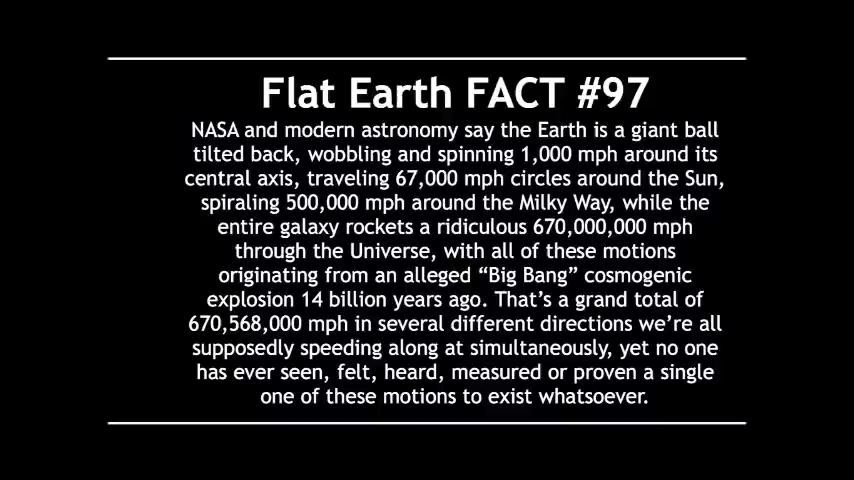 Flat Earth FACT #97
NASA and modern astronomy say the Earth is a giant ball
tilted back, wobbling and spinning 1,000 mph around its
central axis, traveling 67,000 mph circles around the Sun,
spiraling 500,000 mph around the Milky Way, while the
entire galaxy rockets a ridiculous 670,000,000 mph
through the Universe, with all of these motions
originating from an alleged “Big Bang” cosmogenic
explosion 14 billion years ago. That’s a grand total of
670,568,000 mph in several different directions we’re all
supposedly speeding along at simultaneously, yet no one
has ever seen, felt, heard, measured or proven a single
one of these motions to exist whatsoever.